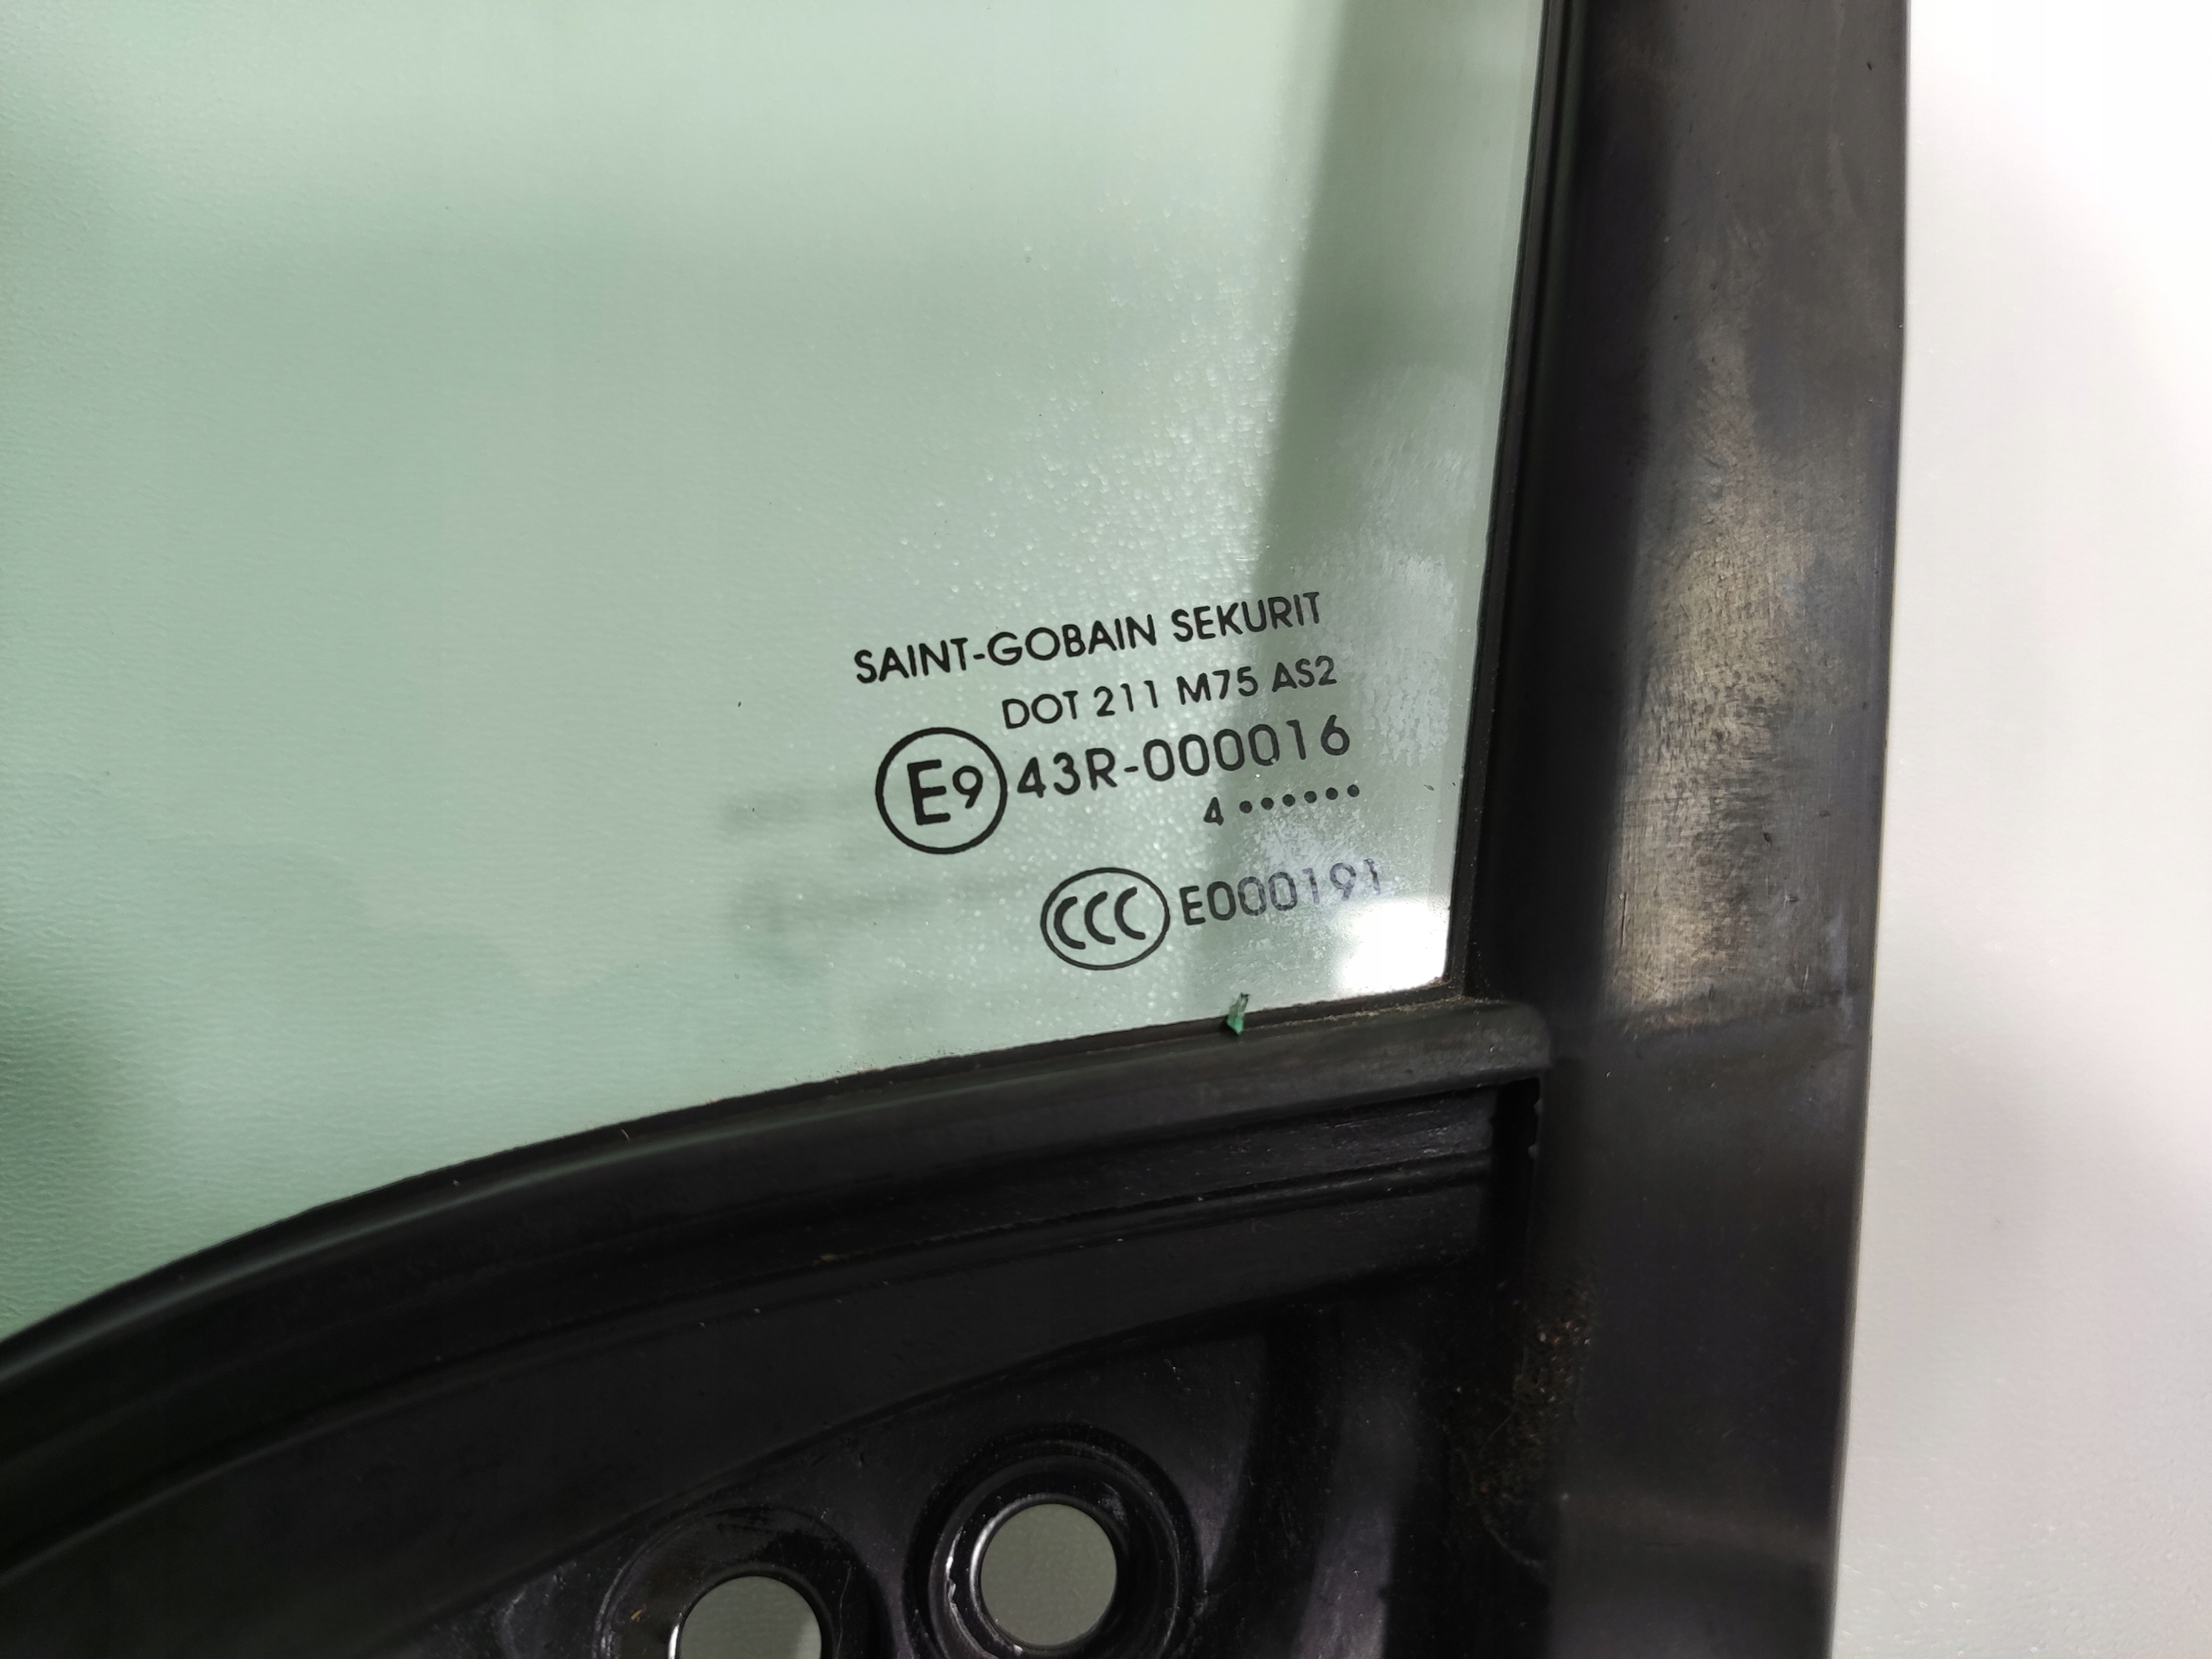 SAINT-GOBAIN SEKURIT
DOT 211 M75 AS2
E9 43R-000016
4 ••••••
CCC E000191